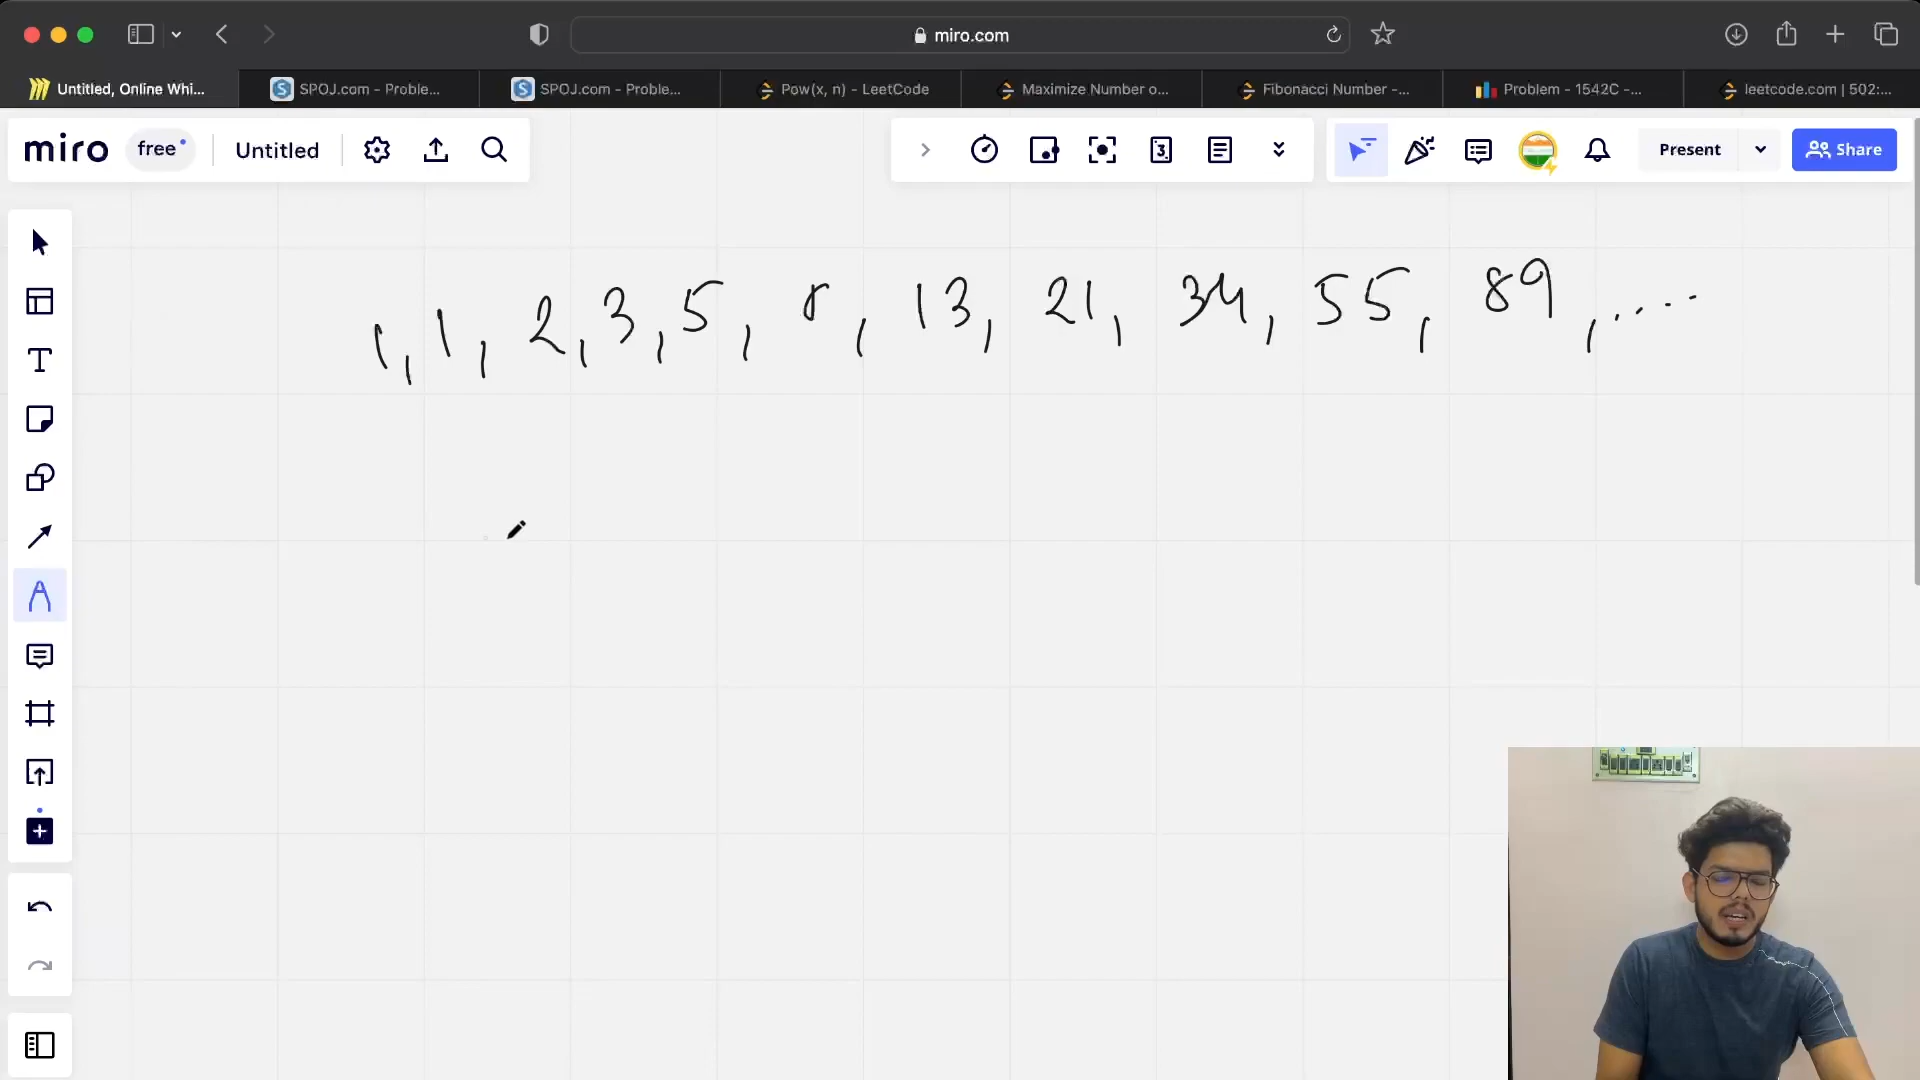 miro.com
Untitled, Online Whi...
SPOJ.com - Proble...
SPOJ.com - Proble...
Pow(x, n) - LeetCode
Maximize Number o...
Fibonacci Number -...
Problem - 1542C -...
leetcode.com | 502:...
miro free Untitled
3
Present
Share
1, 1, 2, 3, 5, 8, 13, 21, 34, 55, 89, ....
T